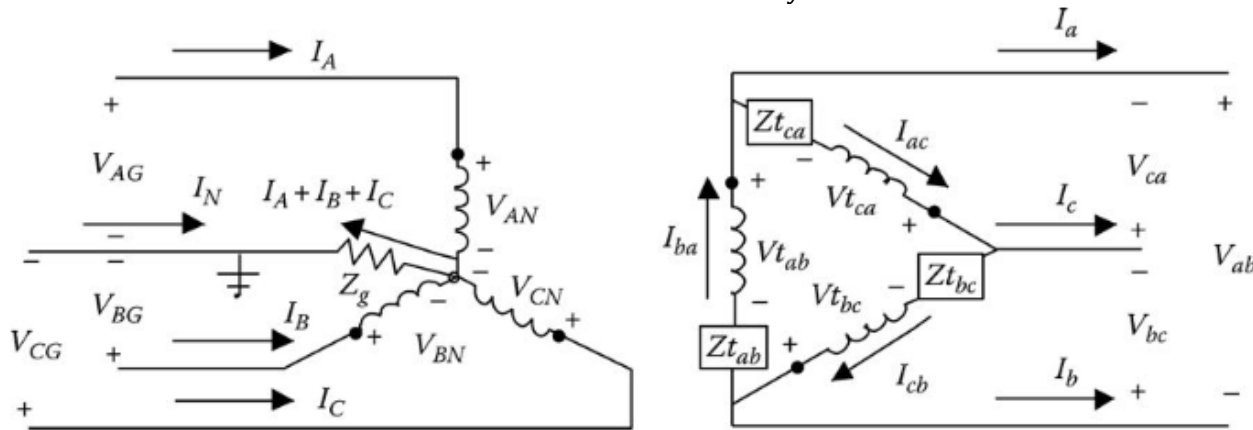 I_A
I_a
+
−
+
Zt_ca
I_ac
V_AG
I_N
I_A + I_B + I_C
+
V_AN
−
Vt_ca
+
V_ca
+
I_ba
Vt_ab
−
I_c
+
−
−
−
−
−
−
−
Z_g
V_CN
Vt_bc
−
Zt_bc
V_ab
V_BG
I_B
−
+
V_CG
+
V_BN
+
Zt_ab
+
I_cb
V_bc
I_b
+
+
−
I_C